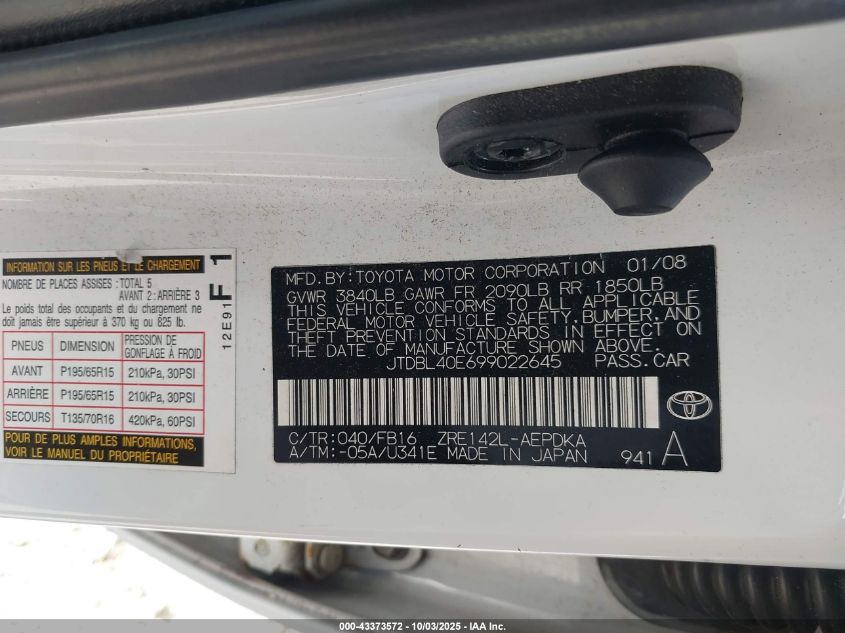 INFORMATION SUR LES PNEUS ET LE CHARGEMENT
NOMBRE DE PLACES ASSISES : TOTAL 5
AVANT 2 : ARRIÈRE 3
Le poids total des occupants et du chargement ne
doit jamais être supérieur à 370 kg ou 825 lb.
PNEUS DIMENSION PRESSION DE GONFLAGE À FROID
AVANT P195/65R15 210kPa, 30PSI
ARRIÈRE P195/65R15 210kPa, 30PSI
SECOURS T135/70R16 420kPa, 60PSI
POUR DE PLUS AMPLES INFORMATIONS,
VOIR LE MANUEL DU PROPRIÉTAIRE
12E91 F 1
MFD.BY:TOYOTA MOTOR CORPORATION 01/08
GVWR 3840LB GAWR FR 2090LB RR 1850LB
THIS VEHICLE CONFORMS TO ALL APPLICABLE
FEDERAL MOTOR VEHICLE SAFETY,BUMPER,AND
THEFT PREVENTION STANDARDS IN EFFECT ON
THE DATE OF MANUFACTURE SHOWN ABOVE.
JTDBL40E699022645 PASS.CAR
C/TR:040/FB16 ZRE142L-AEPDKA
A/TM:-05A/U341E MADE IN JAPAN 941 A
000-43373572 • 10/03/2025 • IAA Inc.